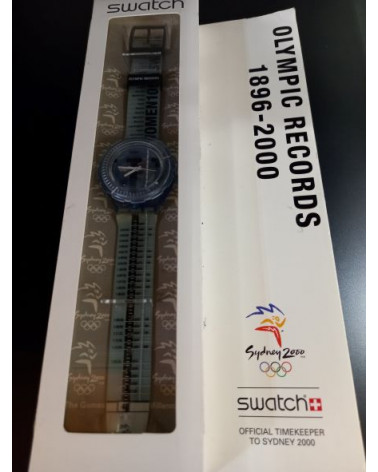 swatch
OLYMPIC RECORDS
1896-2000
Sydney 2000
swatch
OFFICIAL TIMEKEEPER
TO SYDNEY 2000